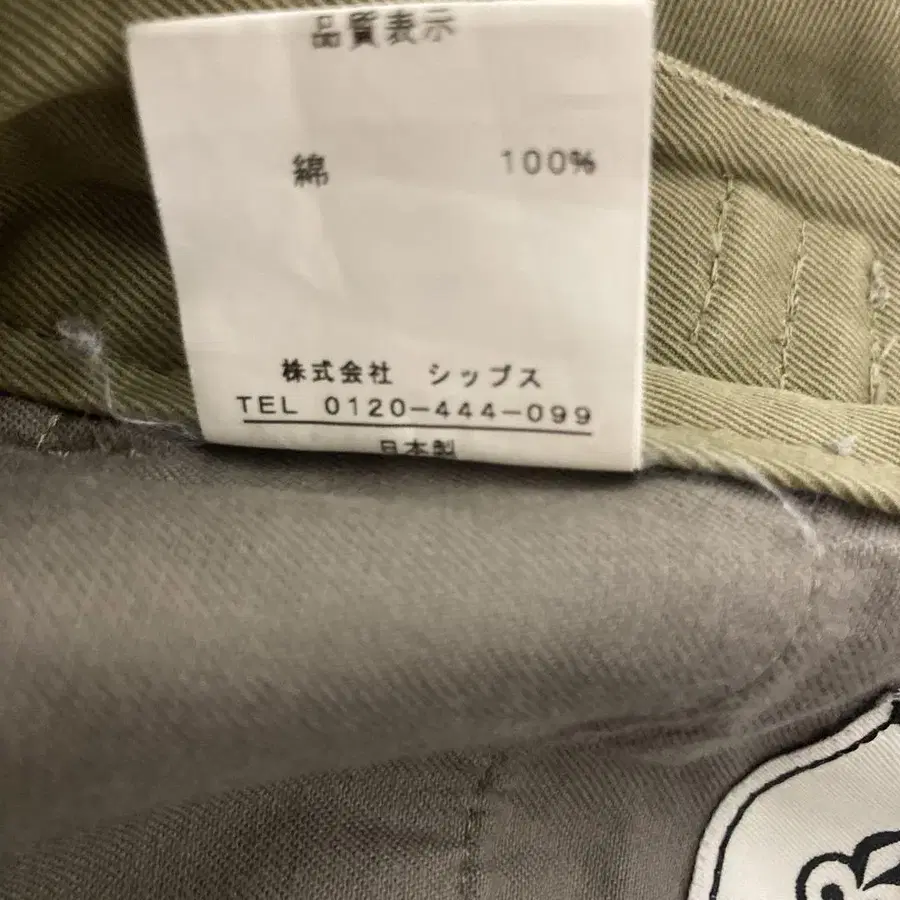 品質表示
綿 100%
株式会社 シップス
TEL 0120-444-099
日本製